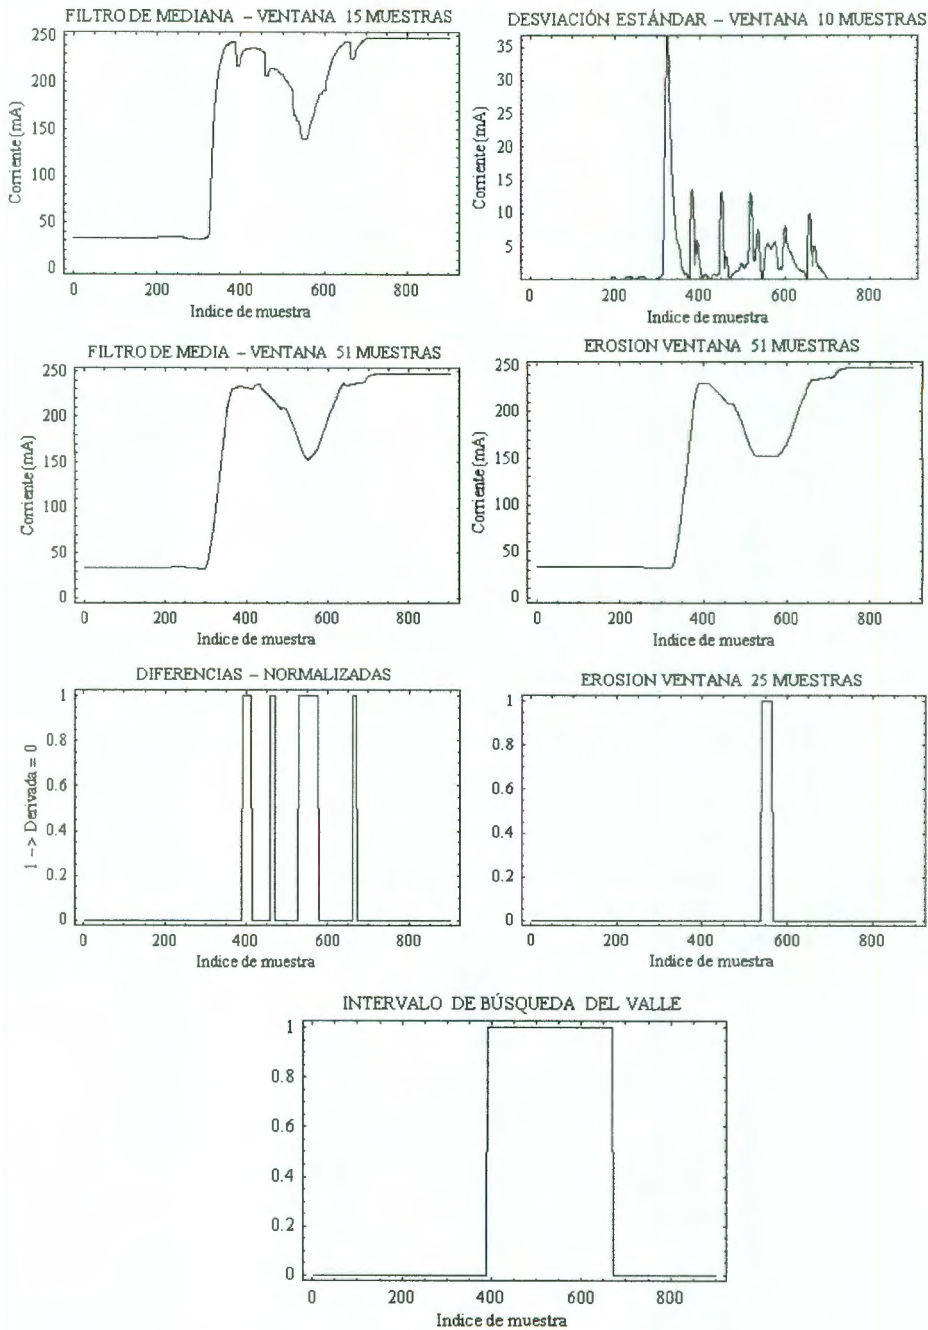 FILTRO DE MEDIANA – VENTANA 15 MUESTRAS
250
200
150
100
50
0
Corriente (mA)
0 200 400 600 800
Indice de muestra
DESVIACIÓN ESTÁNDAR – VENTANA 10 MUESTRAS
35
30
25
20
15
10
5
Corriente (mA)
0 200 400 600 800
Indice de muestra
FILTRO DE MEDIA – VENTANA 51 MUESTRAS
250
200
150
100
50
0
Corriente (mA)
0 200 400 600 800
Indice de muestra
EROSION VENTANA 51 MUESTRAS
250
200
150
100
50
0
Corriente (mA)
0 200 400 600 800
Indice de muestra
DIFERENCIAS – NORMALIZADAS
1
0.8
0.6
0.4
0.2
0
1 --> Derivada = 0
0 200 400 600 800
Indice de muestra
EROSION VENTANA 25 MUESTRAS
1
0.8
0.6
0.4
0.2
0
0 200 400 600 800
Indice de muestra
INTERVALO DE BÚSQUEDA DEL VALLE
1
0.8
0.6
0.4
0.2
0
0 200 400 600 800
Indice de muestra